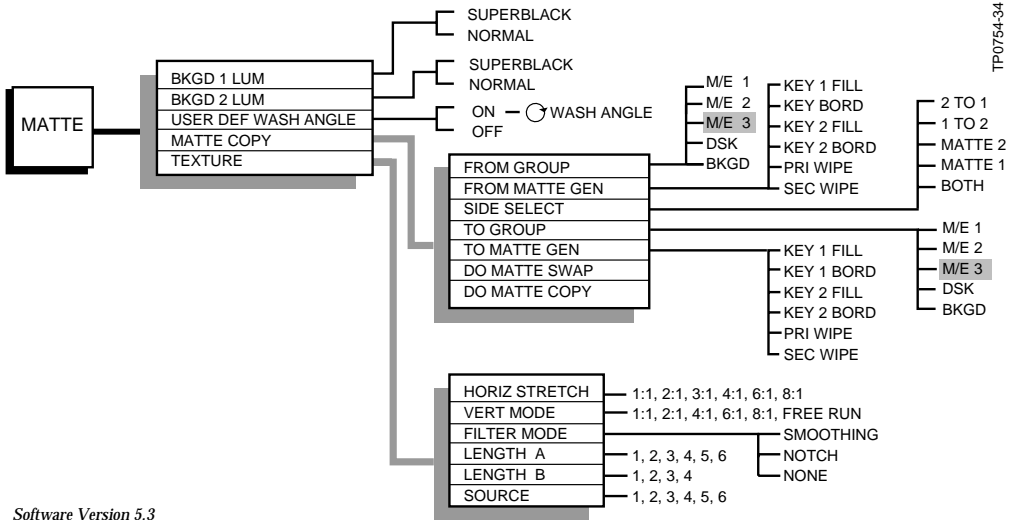 TP0754-34
MATTE
BKGD 1 LUM
BKGD 2 LUM
USER DEF WASH ANGLE
MATTE COPY
TEXTURE
SUPERBLACK
NORMAL
SUPERBLACK
NORMAL
ON WASH ANGLE
OFF
FROM GROUP
FROM MATTE GEN
SIDE SELECT
TO GROUP
TO MATTE GEN
DO MATTE SWAP
DO MATTE COPY
M/E 1
M/E 2
M/E 3
DSK
BKGD
KEY 1 FILL
KEY BORD
KEY 2 FILL
KEY 2 BORD
PRI WIPE
SEC WIPE
2 TO 1
1 TO 2
MATTE 2
MATTE 1
BOTH
M/E 1
M/E 2
M/E 3
DSK
BKGD
KEY 1 FILL
KEY 1 BORD
KEY 2 FILL
KEY 2 BORD
PRI WIPE
SEC WIPE
HORIZ STRETCH
VERT MODE
FILTER MODE
LENGTH A
LENGTH B
SOURCE
1:1, 2:1, 3:1, 4:1, 6:1, 8:1
1:1, 2:1, 4:1, 6:1, 8:1, FREE RUN
SMOOTHING
NOTCH
NONE
1, 2, 3, 4, 5, 6
1, 2, 3, 4
1, 2, 3, 4, 5, 6
Software Version 5.3